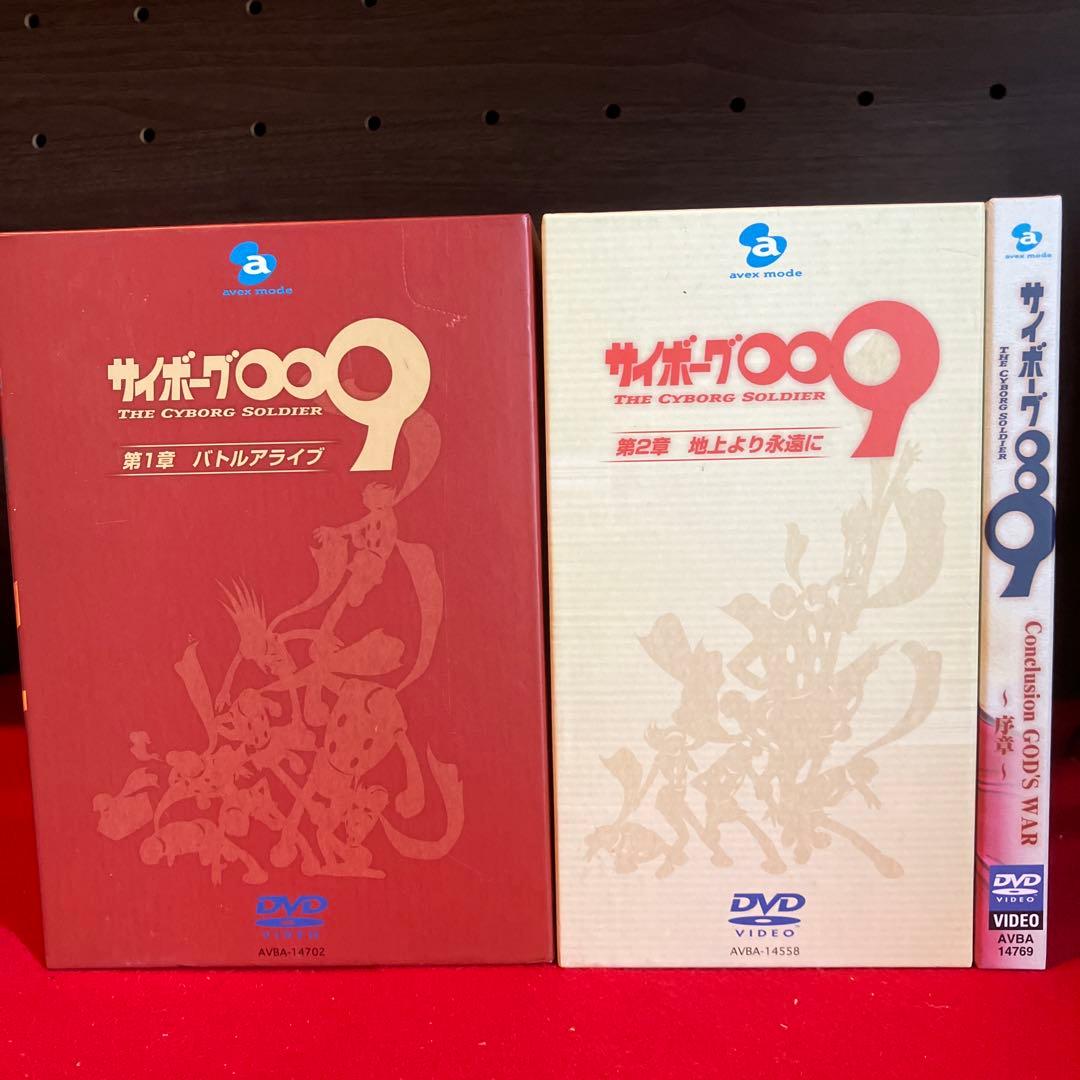 a
avex mode
サイボーグ009
THE CYBORG SOLDIER
第1章 バトルアライブ
DVD
VIDEO
AVBA-14702
a
avex mode
サイボーグ009
THE CYBORG SOLDIER
第2章 地上より永遠に
DVD
VIDEO
AVBA-14558
a
avex mode
サイボーグ009
THE CYBORG SOLDIER
Conclusion GOD'S WAR
～序章～
DVD
VIDEO
VIDEO
AVBA
14769